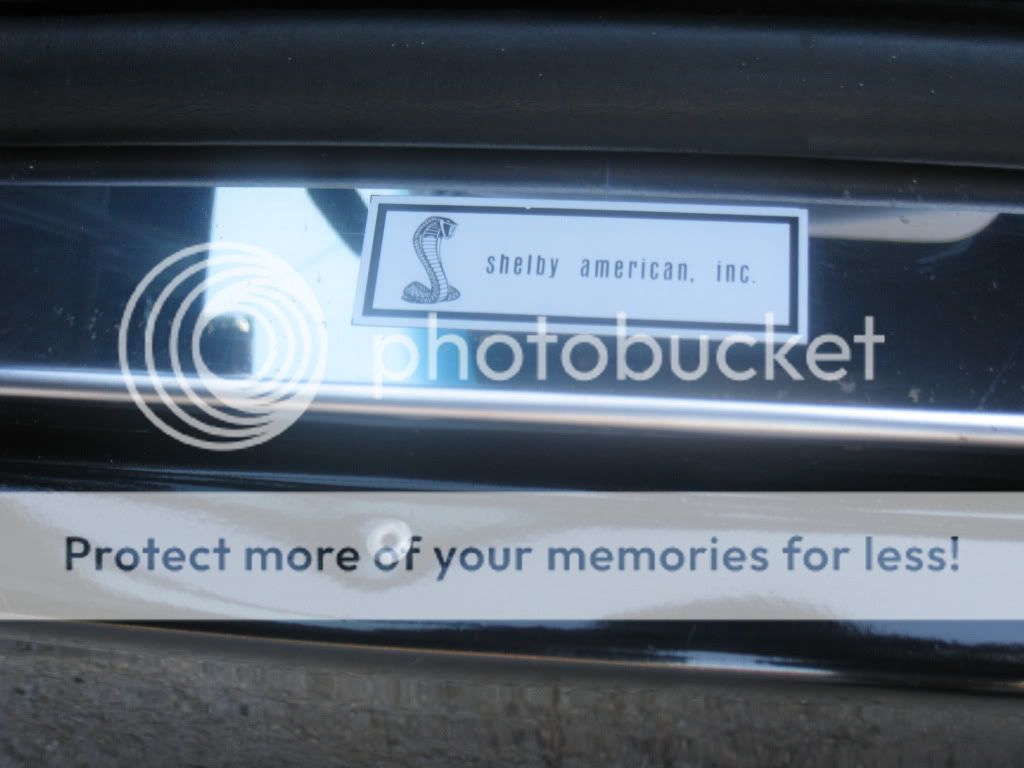 shelby american, inc.
photobucket
Protect more of your memories for less!